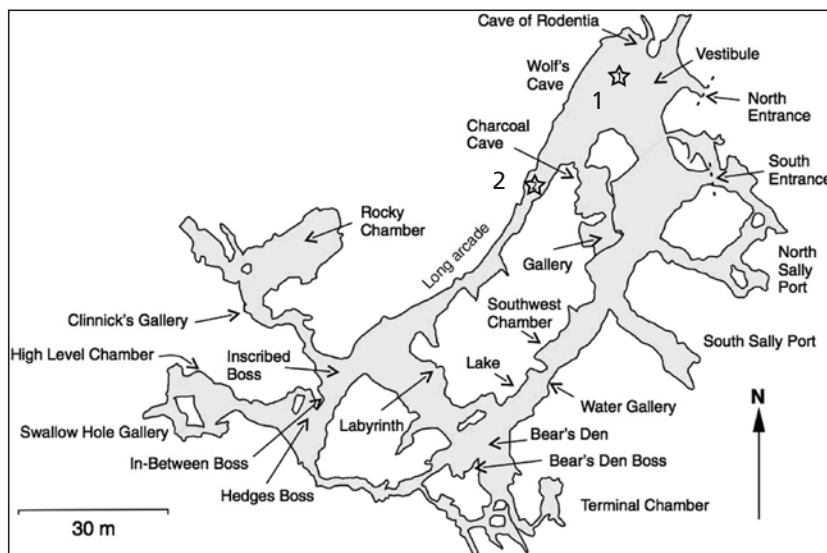 Cave of Rodentia
Wolf's
Cave
Vestibule
1
1
North
Entrance
Charcoal
Cave
2
2
South
Entrance
Rocky
Chamber
Long arcade
Gallery
North
Sally
Port
Clinnick's Gallery
Southwest
Chamber
South Sally Port
High Level Chamber
Inscribed
Boss
Lake
N
Labyrinth
Water Gallery
Swallow Hole Gallery
Bear's Den
In-Between Boss
Bear's Den Boss
Hedges Boss
Terminal Chamber
30 m